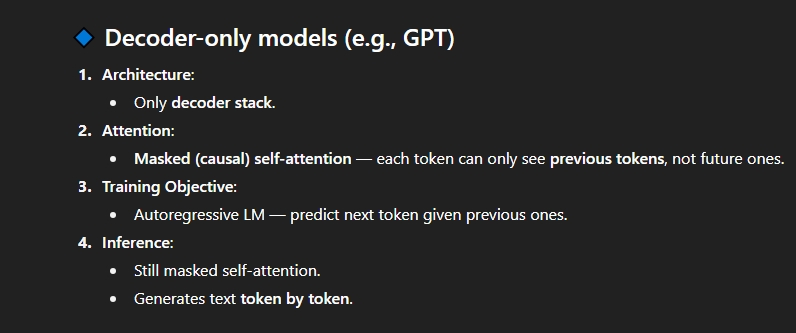 Decoder-only models (e.g., GPT)
1. Architecture:
• Only decoder stack.
2. Attention:
• Masked (causal) self-attention — each token can only see previous tokens, not future ones.
3. Training Objective:
• Autoregressive LM — predict next token given previous ones.
4. Inference:
• Still masked self-attention.
• Generates text token by token.